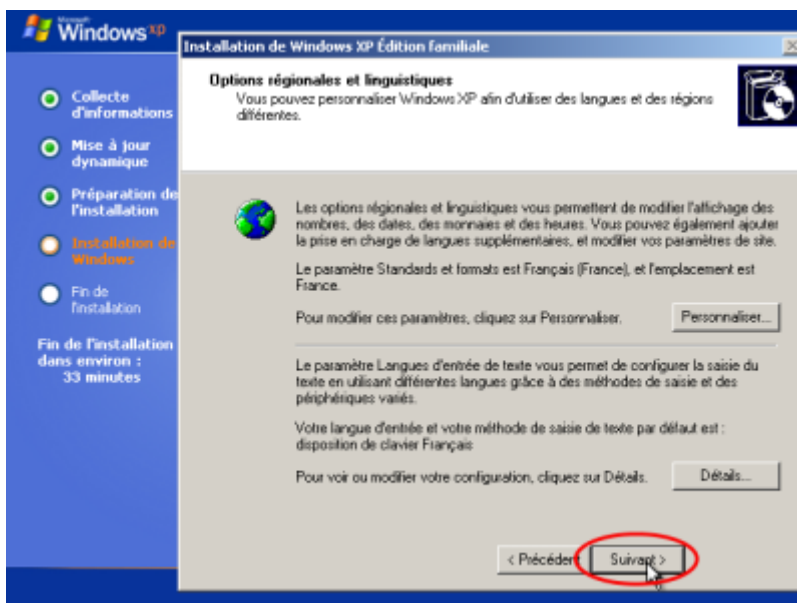 Microsoft
Windows xp
Installation de Windows XP Édition familiale
Options régionales et linguistiques
Vous pouvez personnaliser Windows XP afin d'utiliser des langues et des régions
différentes.
Collecte
d'informations
Mise à jour
dynamique
Préparation de
l'installation
Installation de
Windows
Fin de
l'installation
Fin de l'installation
dans environ :
33 minutes
Les options régionales et linguistiques vous permettent de modifier l'affichage des
nombres, des dates, des monnaies et des heures. Vous pouvez également ajouter
la prise en charge de langues supplémentaires, et modifier vos paramètres de site.
Le paramètre Standards et formats est Français (France), et l'emplacement est
France.
Pour modifier ces paramètres, cliquez sur Personnaliser.
Personnaliser...
Le paramètre Langues d'entrée de texte vous permet de configurer la saisie du
texte en utilisant différentes langues grâce à des méthodes de saisie et des
périphériques variés.
Votre langue d'entrée et votre méthode de saisie de texte par défaut est :
disposition de clavier Français
Pour voir ou modifier votre configuration, cliquez sur Détails.
Détails...
< Précédent
Suivant >